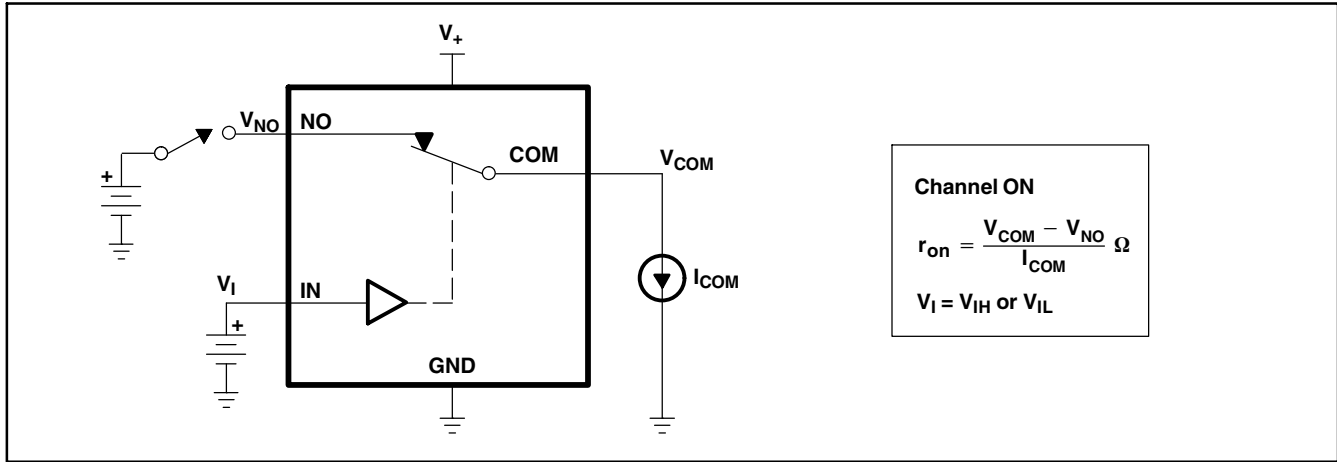 V+
VNO NO
COM VCOM
+
ICOM
VI IN
+
GND
Channel ON
ron = VCOM − VNO / ICOM Ω
VI = VIH or VIL